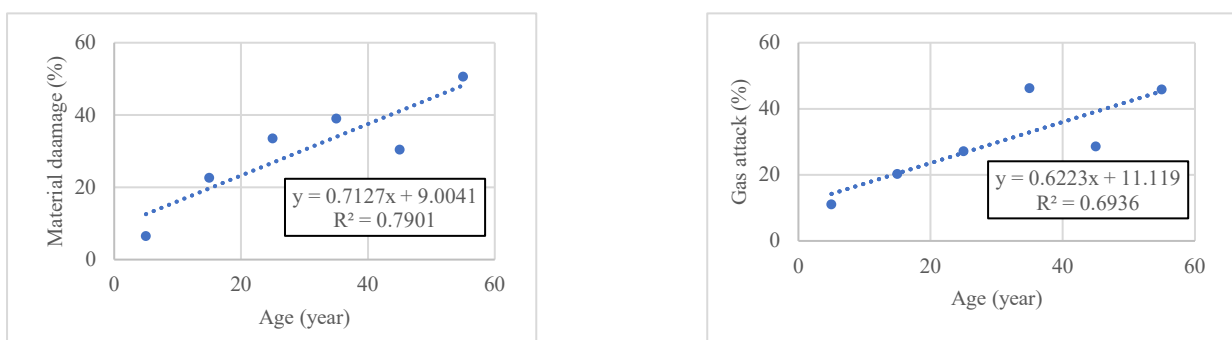 Material daamage (%)
60
40
20
0
0
20
40
60
Age (year)
y = 0.7127x + 9.0041
R² = 0.7901
Gas attack (%)
60
40
20
0
0
20
40
60
Age (year)
y = 0.6223x + 11.119
R² = 0.6936